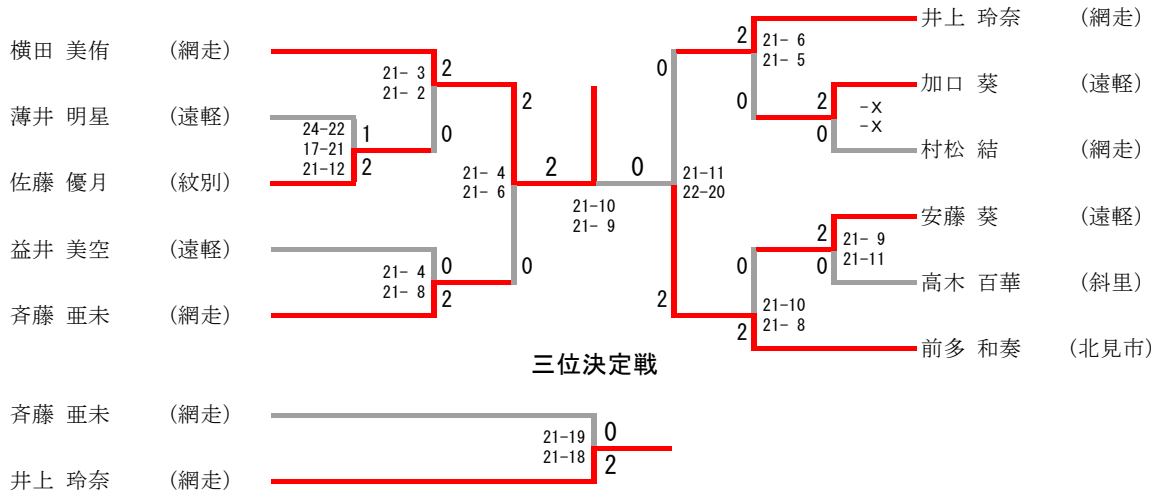 横田 美侑 (網走)
21- 3
21- 2
2
薄井 明星 (遠軽)
24-22
17-21
21-12
1
2
0
佐藤 優月 (紋別)
21- 4
21- 6
2
0
益井 美空 (遠軽)
21- 4
21- 8
0
2
斉藤 亜未 (網走)
2
0
21-10
21- 9
井上 玲奈 (網走)
2
21- 6
21- 5
0
加口 葵 (遠軽)
2
-X
-X
0
村松 結 (網走)
0
21-11
22-20
2
安藤 葵 (遠軽)
2
21- 9
21-11
0
高木 百華 (斜里)
0
21-10
21- 8
2
前多 和奏 (北見市)
三位決定戦
斉藤 亜未 (網走)
21-19
21-18
0
2
井上 玲奈 (網走)